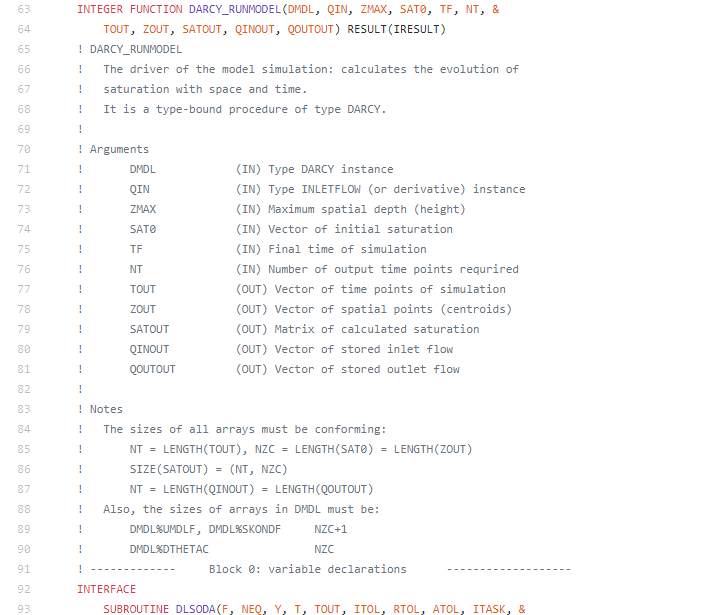 63 INTEGER FUNCTION DARCY_RUNMODEL(DMDL, QIN, ZMAX, SAT0, TF, NT, &
64 TOUT, ZOUT, SATOUT, QINOUT, QOUTOUT) RESULT(IRESULT)
65 ! DARCY_RUNMODEL
66 ! The driver of the model simulation: calculates the evolution of
67 ! saturation with space and time.
68 ! It is a type-bound procedure of type DARCY.
69 !
70 ! Arguments
71 ! DMDL (IN) Type DARCY instance
72 ! QIN (IN) Type INLETFLOW (or derivative) instance
73 ! ZMAX (IN) Maximum spatial depth (height)
74 ! SAT0 (IN) Vector of initial saturation
75 ! TF (IN) Final time of simulation
76 ! NT (IN) Number of output time points requrired
77 ! TOUT (OUT) Vector of time points of simulation
78 ! ZOUT (OUT) Vector of spatial points (centroids)
79 ! SATOUT (OUT) Matrix of calculated saturation
80 ! QINOUT (OUT) Vector of stored inlet flow
81 ! QOUTOUT (OUT) Vector of stored outlet flow
82 !
83 ! Notes
84 ! The sizes of all arrays must be conforming:
85 ! NT = LENGTH(TOUT), NZC = LENGTH(SAT0) = LENGTH(ZOUT)
86 ! SIZE(SATOUT) = (NT, NZC)
87 ! NT = LENGTH(QINOUT) = LENGTH(QOUTOUT)
88 ! Also, the sizes of arrays in DMDL must be:
89 ! DMDL%UMDLF, DMDL%SKONDF NZC+1
90 ! DMDL%DTHETAC NZC
91 ! ------------- Block 0: variable declarations -------------------
92 INTERFACE
93 SUBROUTINE DLSODA(F, NEQ, Y, T, TOUT, ITOL, RTOL, ATOL, ITASK, &